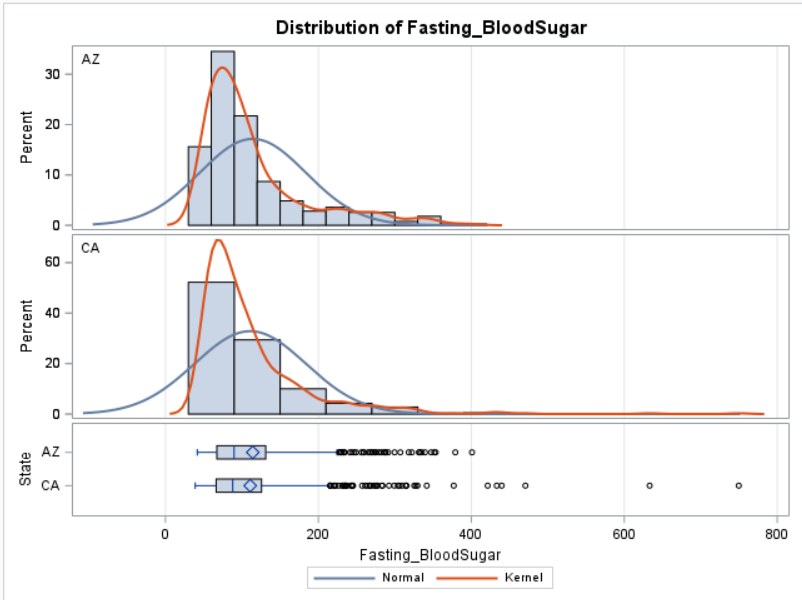 Distribution of Fasting_BloodSugar
AZ
Percent
30
20
10
0
CA
Percent
60
40
20
0
State
AZ
CA
0 200 400 600 800
Fasting_BloodSugar
Normal Kernel